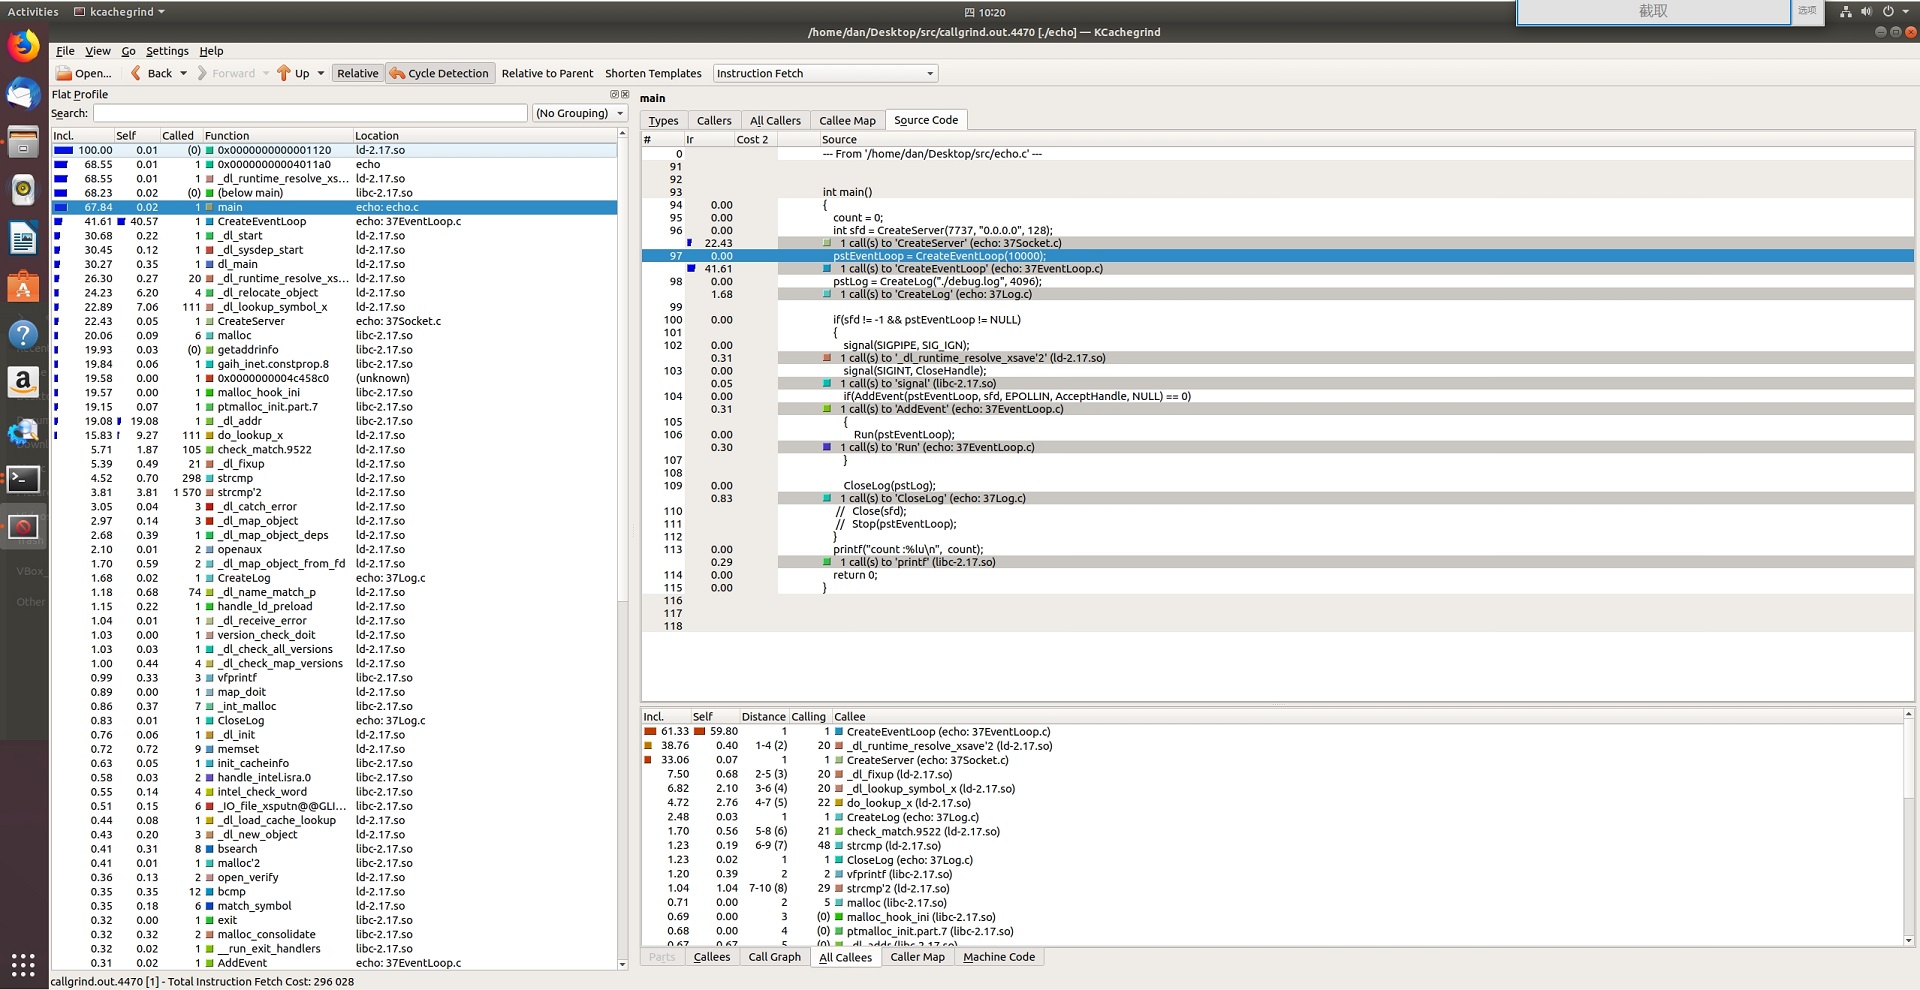 Activities kcachegrind 四 10:20 截取 选项
/home/dan/Desktop/src/callgrind.out.4470 [./echo] — KCachegrind
File View Go Settings Help
Open... Back Forward Up Relative Cycle Detection Relative to Parent Shorten Templates Instruction Fetch
Flat Profile
Search: (No Grouping)
Incl. Self Called Function Location
100.00 0.01 (0) 0x0000000000001120 ld-2.17.so
68.55 0.01 1 0x00000000004011a0 echo
68.55 0.01 1 _dl_runtime_resolve_xs... ld-2.17.so
68.23 0.02 (0) (below main) libc-2.17.so
67.84 0.02 1 main echo: echo.c
41.61 40.57 1 CreateEventLoop echo: 37EventLoop.c
30.68 0.22 1 _dl_start ld-2.17.so
30.45 0.12 1 _dl_sysdep_start ld-2.17.so
30.27 0.35 1 dl_main ld-2.17.so
26.30 0.27 20 _dl_runtime_resolve_xs... ld-2.17.so
24.23 6.20 4 _dl_relocate_object ld-2.17.so
22.89 7.06 111 _dl_lookup_symbol_x ld-2.17.so
22.43 0.05 1 CreateServer echo: 37Socket.c
20.06 0.09 6 malloc libc-2.17.so
19.93 0.03 (0) getaddrinfo libc-2.17.so
19.84 0.06 1 gaih_inet.constprop.8 libc-2.17.so
19.58 0.00 1 0x0000000004c458c0 (unknown)
19.57 0.00 1 malloc_hook_ini libc-2.17.so
19.15 0.07 1 ptmalloc_init.part.7 libc-2.17.so
19.08 19.08 1 _dl_addr libc-2.17.so
15.83 9.27 111 do_lookup_x ld-2.17.so
5.71 1.87 105 check_match.9522 ld-2.17.so
5.39 0.49 21 _dl_fixup ld-2.17.so
4.52 0.70 298 strcmp ld-2.17.so
3.81 3.81 1 570 strcmp'2 ld-2.17.so
3.05 0.04 3 _dl_catch_error ld-2.17.so
2.97 0.14 3 _dl_map_object ld-2.17.so
2.68 0.39 1 _dl_map_object_deps ld-2.17.so
2.10 0.01 2 openaux ld-2.17.so
1.70 0.59 2 _dl_map_object_from_fd ld-2.17.so
1.68 0.02 1 CreateLog echo: 37Log.c
1.18 0.68 74 _dl_name_match_p ld-2.17.so
1.15 0.22 1 handle_ld_preload ld-2.17.so
1.04 0.01 1 _dl_receive_error ld-2.17.so
1.03 0.00 1 version_check_doit ld-2.17.so
1.03 0.03 1 _dl_check_all_versions ld-2.17.so
1.00 0.44 4 _dl_check_map_versions ld-2.17.so
0.99 0.33 3 vfprintf libc-2.17.so
0.89 0.00 1 map_doit ld-2.17.so
0.86 0.37 7 _int_malloc libc-2.17.so
0.83 0.01 1 CloseLog echo: 37Log.c
0.76 0.06 1 _dl_init ld-2.17.so
0.72 0.72 9 memset ld-2.17.so
0.63 0.05 1 init_cacheinfo libc-2.17.so
0.58 0.03 2 handle_intel.isra.0 libc-2.17.so
0.55 0.14 4 intel_check_word libc-2.17.so
0.51 0.15 6 _IO_file_xsputn@@GLI... libc-2.17.so
0.44 0.08 1 _dl_load_cache_lookup ld-2.17.so
0.43 0.20 3 _dl_new_object ld-2.17.so
0.41 0.31 8 bsearch libc-2.17.so
0.41 0.01 1 malloc'2 libc-2.17.so
0.36 0.13 2 open_verify ld-2.17.so
0.35 0.35 12 bcmp ld-2.17.so
0.35 0.18 6 match_symbol ld-2.17.so
0.32 0.00 1 exit libc-2.17.so
0.32 0.32 2 malloc_consolidate libc-2.17.so
0.32 0.02 1 __run_exit_handlers libc-2.17.so
0.31 0.02 1 AddEvent echo: 37EventLoop.c
callgrind.out.4470 [1] - Total Instruction Fetch Cost: 296 028
main
Types Callers All Callers Callee Map Source Code
# Ir Cost 2 Source
0 --- From '/home/dan/Desktop/src/echo.c' ---
91
92
93 int main()
94 0.00 {
95 0.00 count = 0;
96 0.00 int sfd = CreateServer(7737, "0.0.0.0", 128);
22.43 1 call(s) to 'CreateServer' (echo: 37Socket.c)
97 0.00 pstEventLoop = CreateEventLoop(10000);
41.61 1 call(s) to 'CreateEventLoop' (echo: 37EventLoop.c)
98 0.00 pstLog = CreateLog("./debug.log", 4096);
1.68 1 call(s) to 'CreateLog' (echo: 37Log.c)
99
100 0.00 if(sfd != -1 && pstEventLoop != NULL)
101 {
102 0.00 signal(SIGPIPE, SIG_IGN);
0.31 1 call(s) to '_dl_runtime_resolve_xsave'2' (ld-2.17.so)
103 0.00 signal(SIGINT, CloseHandle);
0.05 1 call(s) to 'signal' (libc-2.17.so)
104 0.00 if(AddEvent(pstEventLoop, sfd, EPOLLIN, AcceptHandle, NULL) == 0)
0.31 1 call(s) to 'AddEvent' (echo: 37EventLoop.c)
105 {
106 0.00 Run(pstEventLoop);
0.30 1 call(s) to 'Run' (echo: 37EventLoop.c)
107 }
108
109 0.00 CloseLog(pstLog);
0.83 1 call(s) to 'CloseLog' (echo: 37Log.c)
110 // Close(sfd);
111 // Stop(pstEventLoop);
112 }
113 0.00 printf("count :%lu\n", count);
0.29 1 call(s) to 'printf' (libc-2.17.so)
114 0.00 return 0;
115 0.00 }
116
117
118
Incl. Self Distance Calling Callee
61.33 59.80 1 1 CreateEventLoop (echo: 37EventLoop.c)
38.76 0.40 1-4 (2) 20 _dl_runtime_resolve_xsave'2 (ld-2.17.so)
33.06 0.07 1 1 CreateServer (echo: 37Socket.c)
7.50 0.68 2-5 (3) 20 _dl_fixup (ld-2.17.so)
6.82 2.10 3-6 (4) 20 _dl_lookup_symbol_x (ld-2.17.so)
4.72 2.76 4-7 (5) 22 do_lookup_x (ld-2.17.so)
2.48 0.03 1 1 CreateLog (echo: 37Log.c)
1.70 0.56 5-8 (6) 21 check_match.9522 (ld-2.17.so)
1.23 0.19 6-9 (7) 48 strcmp (ld-2.17.so)
1.23 0.02 1 1 CloseLog (echo: 37Log.c)
1.20 0.39 2 2 vfprintf (libc-2.17.so)
1.04 1.04 7-10 (8) 29 strcmp'2 (ld-2.17.so)
0.71 0.00 2 5 malloc (libc-2.17.so)
0.69 0.00 3 (0) malloc_hook_ini (libc-2.17.so)
0.68 0.00 4 (0) ptmalloc_init.part.7 (libc-2.17.so)
0.67 0.67 5 (0) _dl_addr (libc-2.17.so)
Parts Callees Call Graph All Callees Caller Map Machine Code